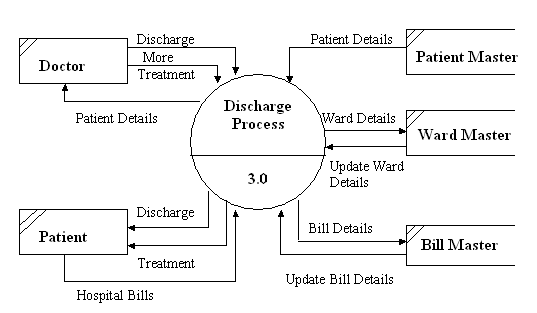 Discharge
More
Treatment
Doctor
Patient Details
Patient Details
Patient Master
Discharge
Process
3.0
Ward Details
Ward Master
Update Ward
Details
Discharge
Patient
Treatment
Hospital Bills
Bill Details
Bill Master
Update Bill Details